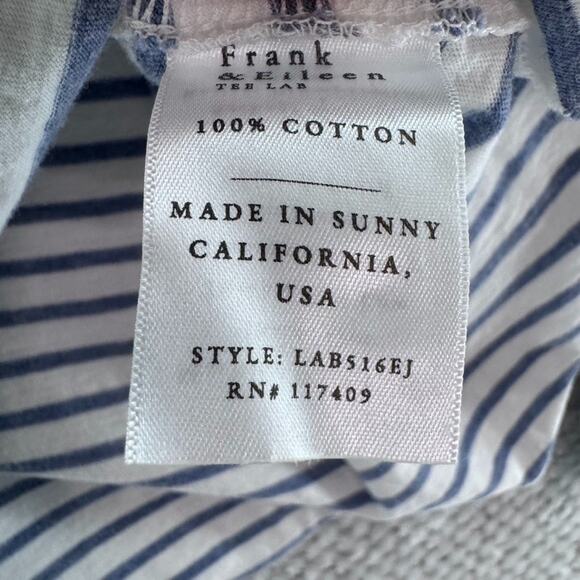 Frank
& Eileen
TEE LAB
100% COTTON
MADE IN SUNNY
CALIFORNIA,
USA
STYLE: LAB516EJ
RN# 117409